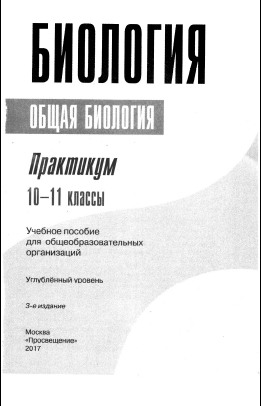 БИОЛОГИЯ
ОБЩАЯ БИОЛОГИЯ
Практикум
10–11 классы
Учебное пособие
для общеобразовательных
организаций
Углублённый уровень
3-е издание
Москва
«Просвещение»
2017